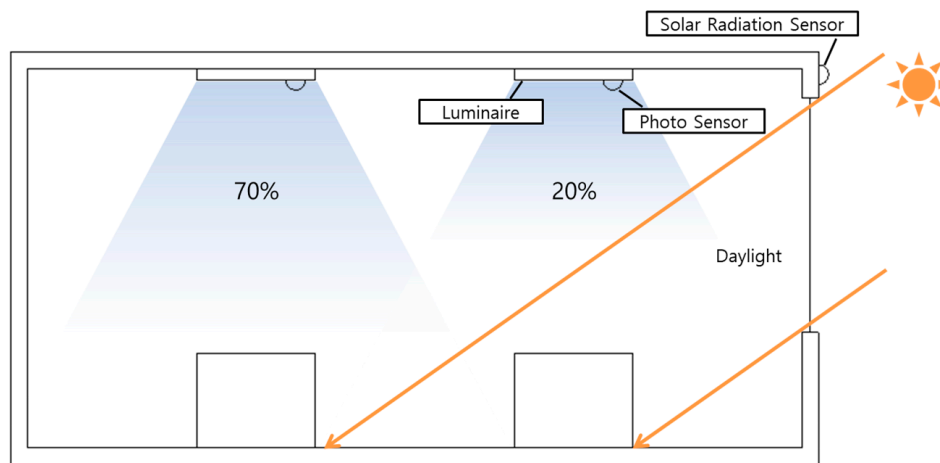 Solar Radiation Sensor
Luminaire
Photo Sensor
70%
20%
Daylight